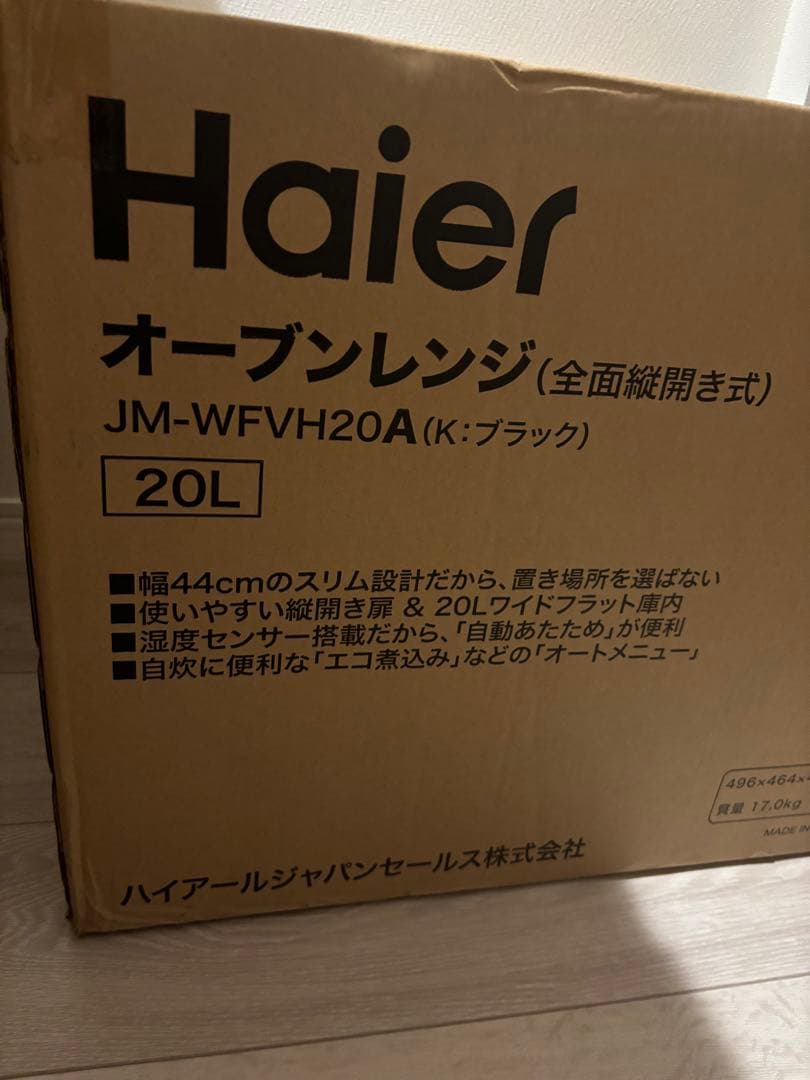 Haier
オーブンレンジ(全面縦開き式)
JM-WFVH20A(K:ブラック)
20L
■幅44cmのスリム設計だから、置き場所を選ばない
■使いやすい縦開き扉 & 20Lワイドフラット庫内
■湿度センサー搭載だから、「自動あたため」が便利
■自炊に便利な「エコ煮込み」などの「オートメニュー」
496×464×
質量 17.0kg
MADE IN
ハイアールジャパンセールス株式会社